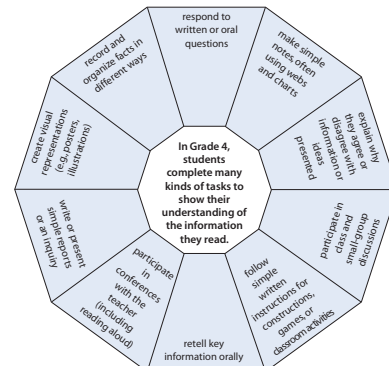 respond to
written or oral
questions
make simple
notes, often
using webs
and charts
explain why
they agree or
disagree with
information or
ideas
presented
participate in
class and
small-group
discussions
follow
simple
written
instructions for
constructions,
games, or
classroom activities
retell key
information orally
participate
in
conferences
with the
teacher
(including
reading aloud)
write or present
simple reports
or an inquiry
create visual
representations
(e.g., posters,
illustrations)
record and
organize facts in
different ways
In Grade 4,
students
complete many
kinds of tasks to
show their
understanding of
the information
they read.